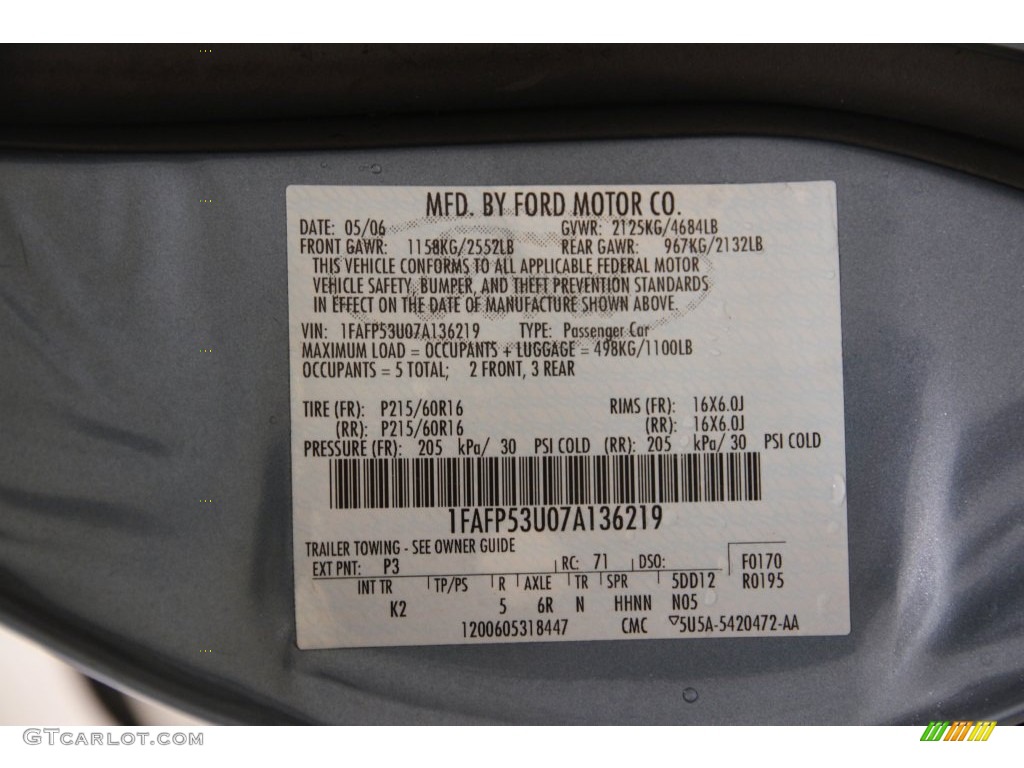 MFD. BY FORD MOTOR CO.
DATE: 05/06 GVWR: 2125KG/4684LB
FRONT GAWR: 1158KG/2552LB REAR GAWR: 967KG/2132LB
THIS VEHICLE CONFORMS TO ALL APPLICABLE FEDERAL MOTOR
VEHICLE SAFETY, BUMPER, AND THEFT PREVENTION STANDARDS
IN EFFECT ON THE DATE OF MANUFACTURE SHOWN ABOVE.
VIN: 1FAFP53U07A136219 TYPE: Passenger Car
MAXIMUM LOAD = OCCUPANTS + LUGGAGE = 498KG/1100LB
OCCUPANTS = 5 TOTAL; 2 FRONT, 3 REAR
TIRE (FR): P215/60R16 RIMS (FR): 16X6.0J
(RR): P215/60R16 (RR): 16X6.0J
PRESSURE (FR): 205 kPa/ 30 PSI COLD (RR): 205 kPa/ 30 PSI COLD
1FAFP53U07A136219
TRAILER TOWING - SEE OWNER GUIDE
EXT PNT: P3 RC: 71 DSO: F0170
INT TR TP/PS R AXLE TR SPR 5DD12 R0195
K2 5 6R N HHNN N05
1200605318447 CMC ▽5U5A-5420472-AA
GTcarlot.com